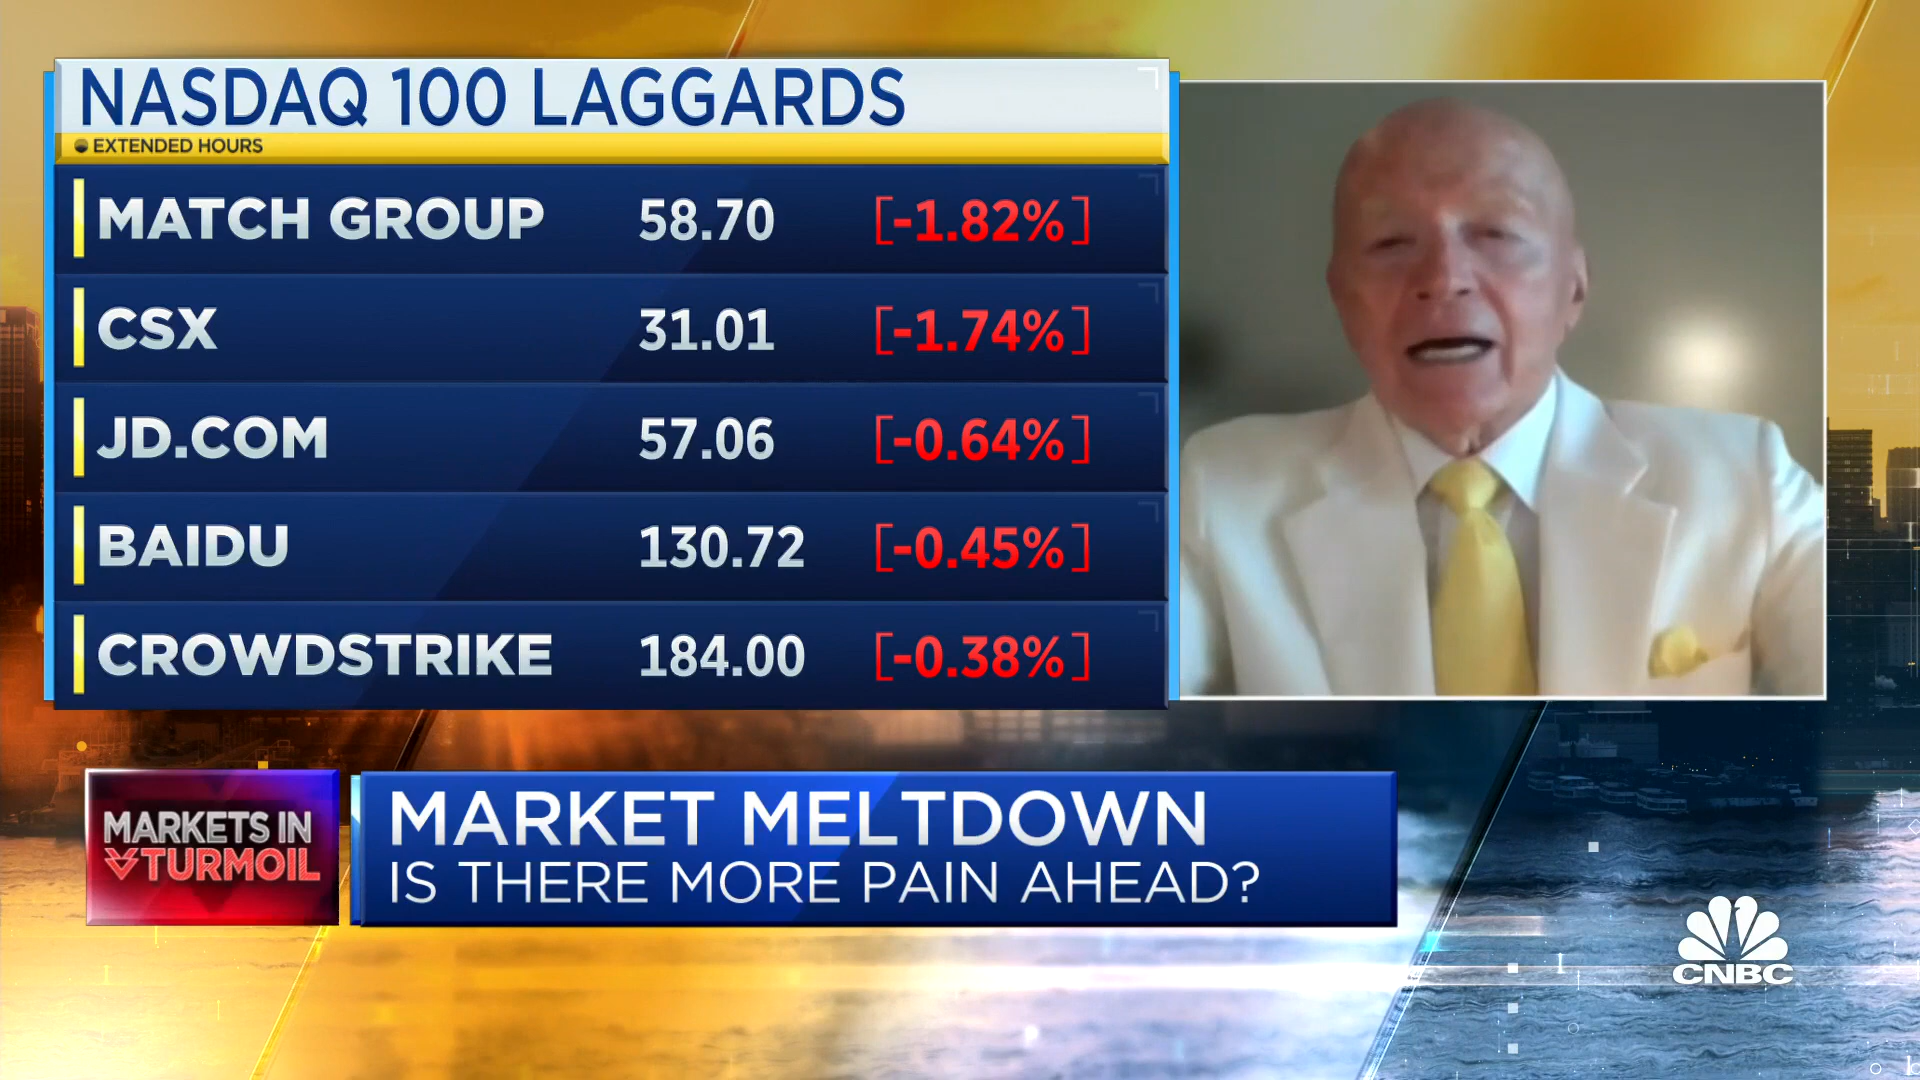 NASDAQ 100 LAGGARDS
EXTENDED HOURS
MATCH GROUP 58.70 [-1.82%]
CSX 31.01 [-1.74%]
JD.COM 57.06 [-0.64%]
BAIDU 130.72 [-0.45%]
CROWDSTRIKE 184.00 [-0.38%]
MARKETS IN
TURMOIL
MARKET MELTDOWN
IS THERE MORE PAIN AHEAD?
CNBC